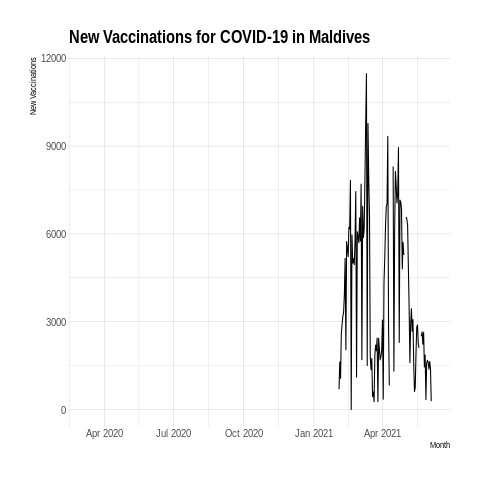 New Vaccinations for COVID-19 in Maldives
New Vaccinations
12000
9000
6000
3000
0
Apr 2020 Jul 2020 Oct 2020 Jan 2021 Apr 2021
Month